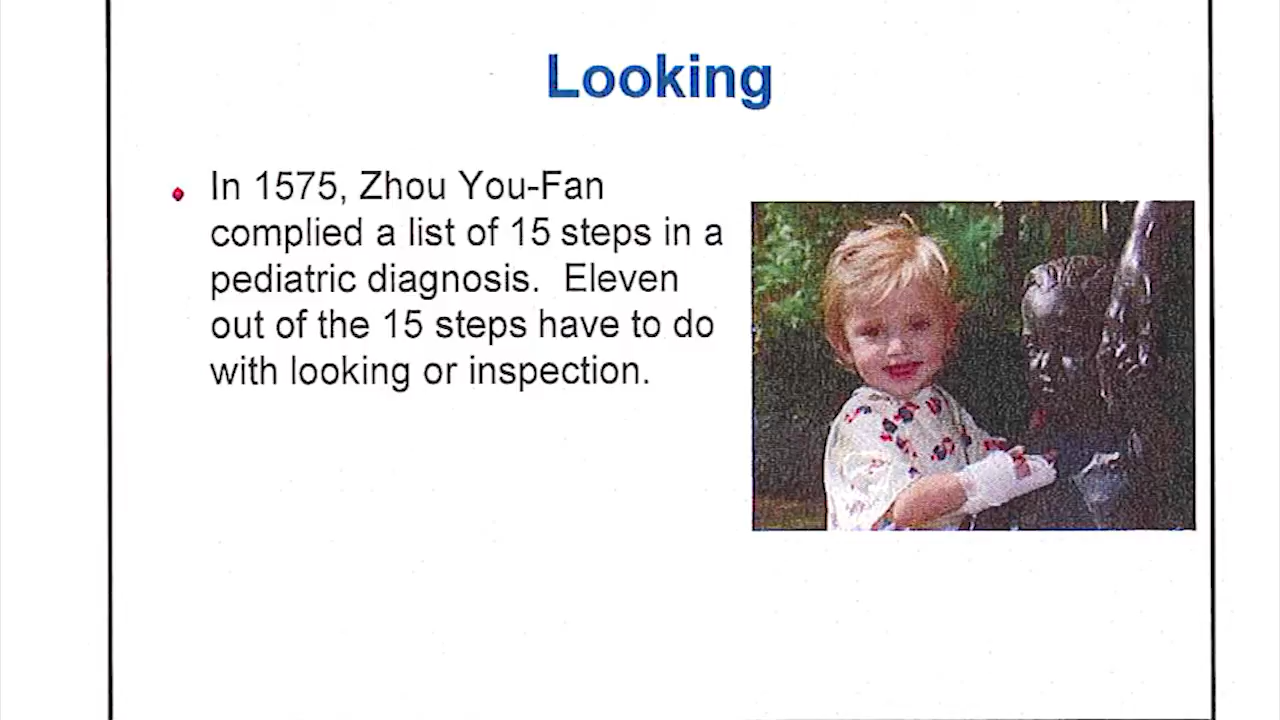 Looking
In 1575, Zhou You-Fan
complied a list of 15 steps in a
pediatric diagnosis.  Eleven
out of the 15 steps have to do
with looking or inspection.